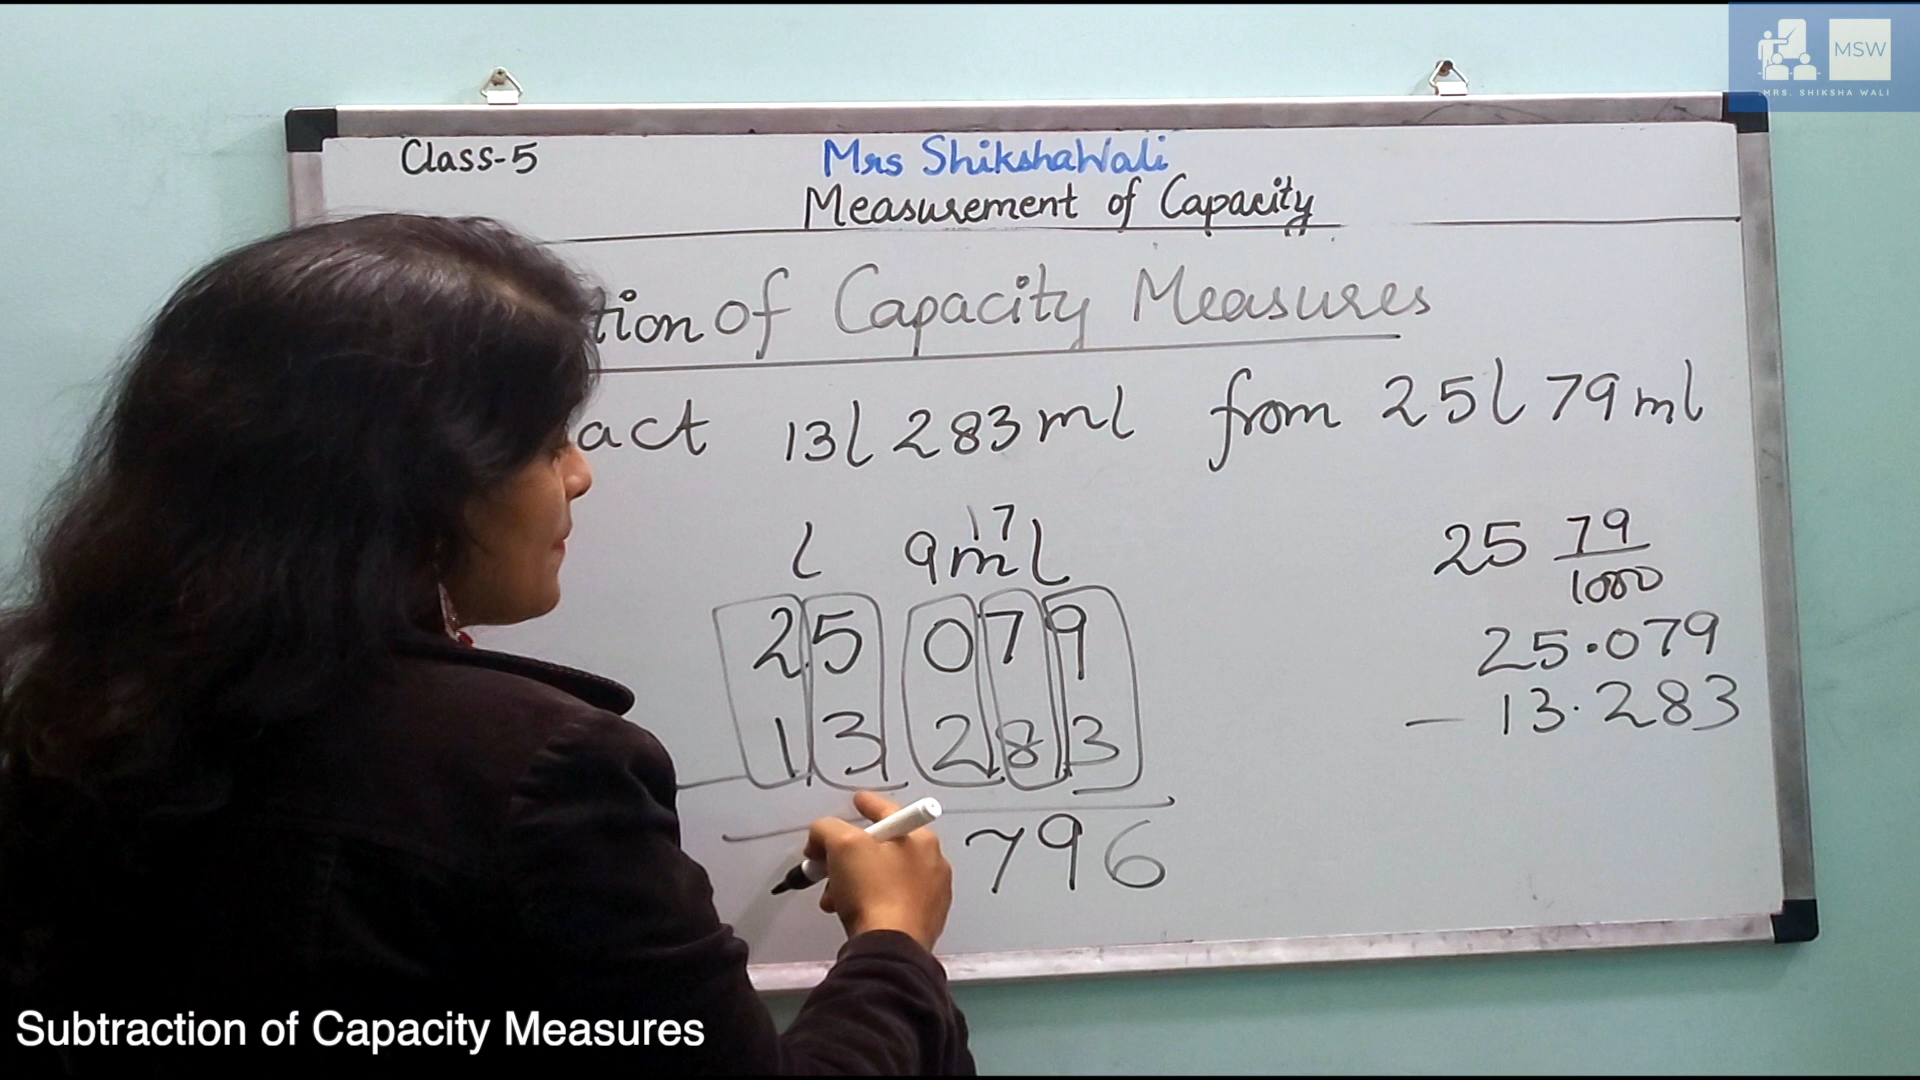 MSW
MRS. SHIKSHA WALI
Class-5
Mrs ShikshaWali
Measurement of Capacity
tion of Capacity Measures
act 13l 283ml from 25l 79ml
17
l 9ml
25 079
13 283
796
25 79/1000
25.079
- 13.283
Subtraction of Capacity Measures